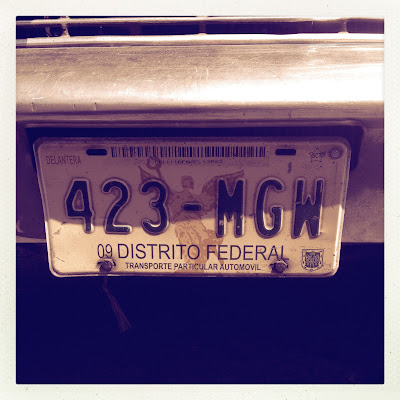 DELANTERA
423-MGW
09 DISTRITO FEDERAL
TRANSPORTE PARTICULAR AUTOMOVIL